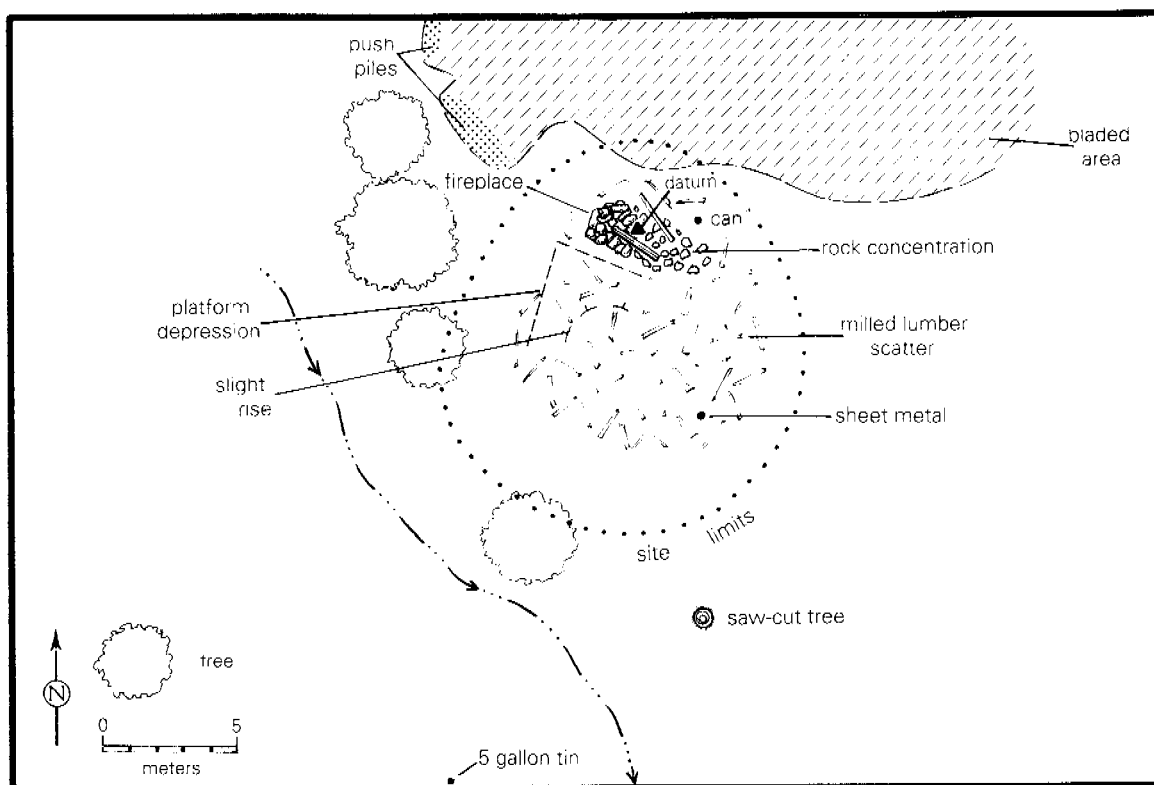 push
piles
bladed
area
fireplace
datum
can
rock concentration
platform
depression
milled lumber
scatter
slight
rise
sheet metal
site limits
saw-cut tree
tree
N
0 5
meters
5 gallon tin